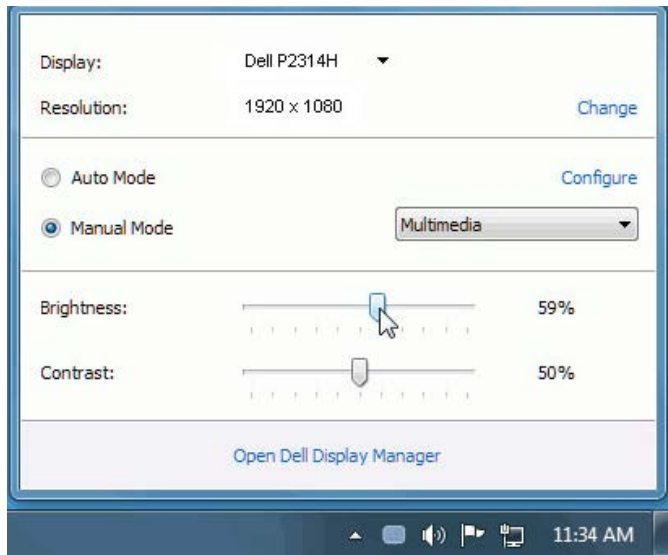 Display: Dell P2314H
Resolution: 1920 x 1080 Change
Auto Mode Configure
Manual Mode Multimedia
Brightness: 59%
Contrast: 50%
Open Dell Display Manager
11:34 AM